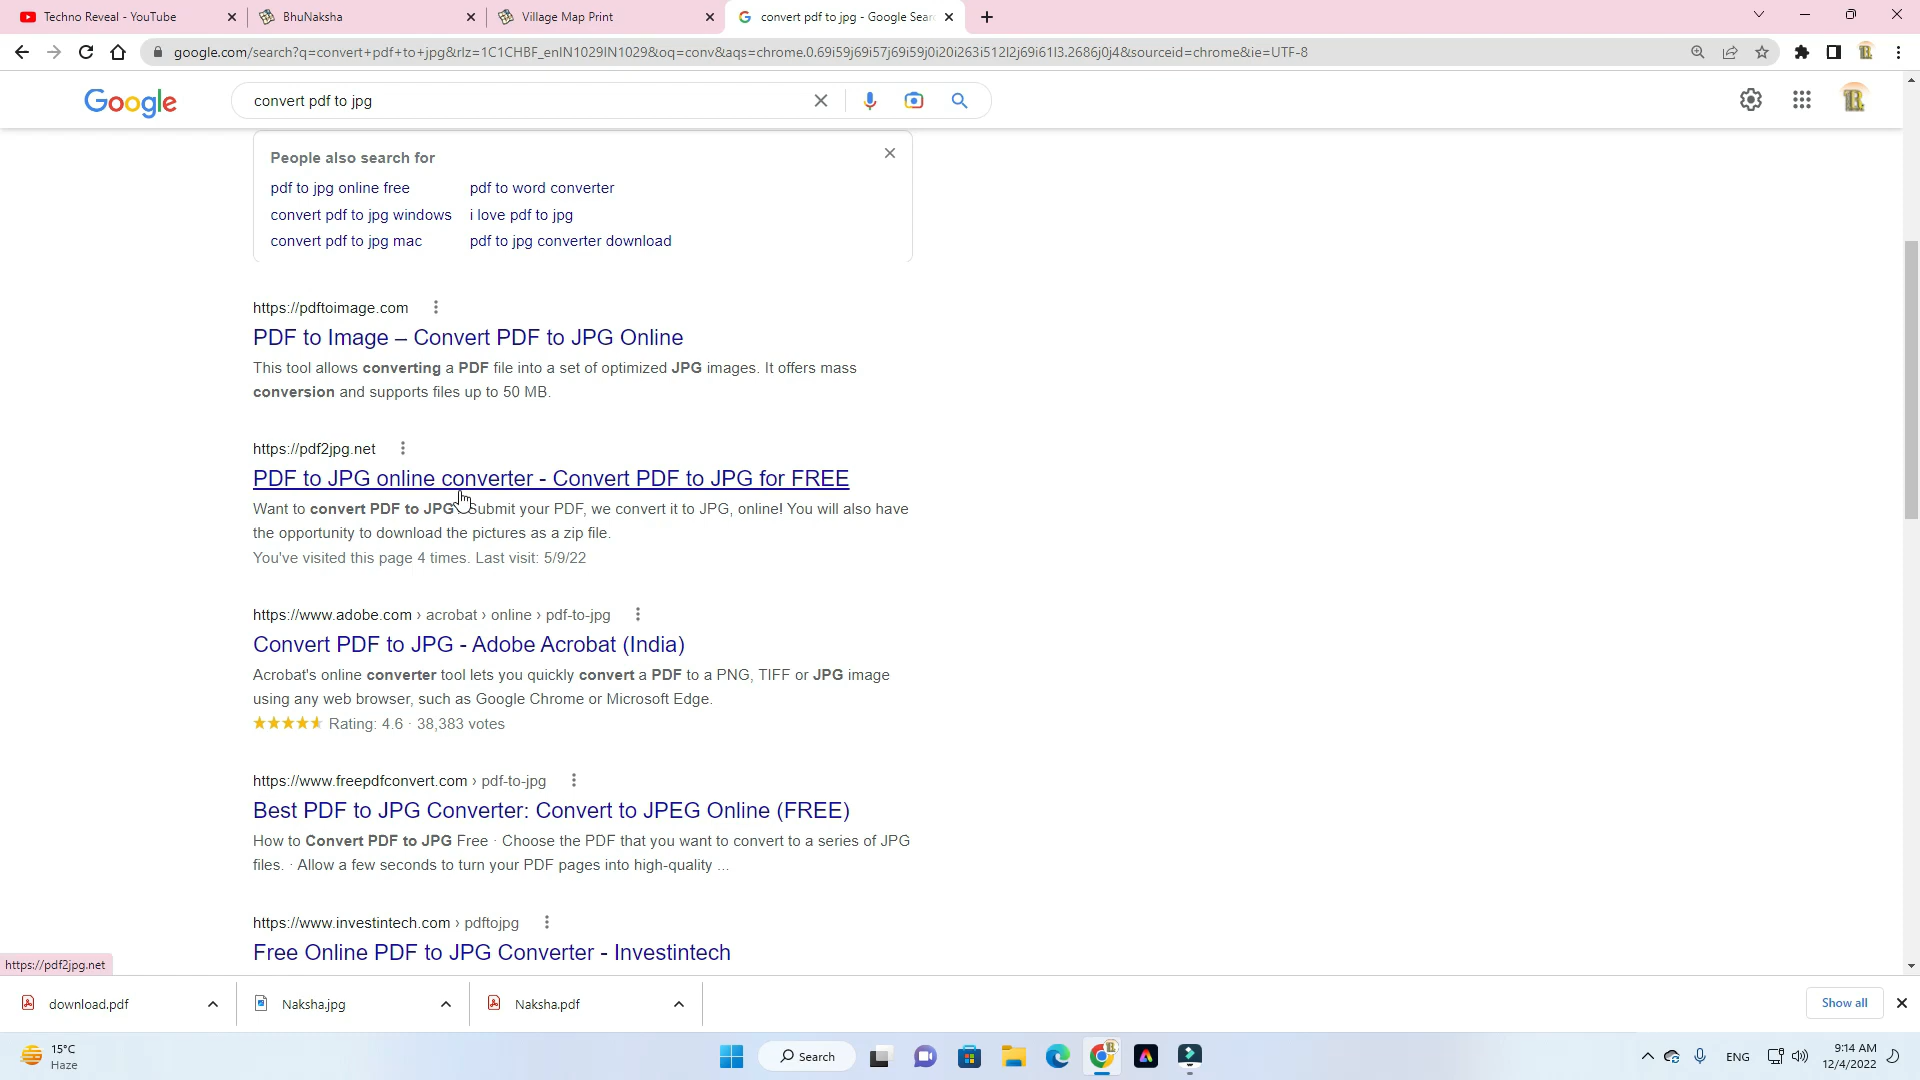 Techno Reveal - YouTube
BhuNaksha
Village Map Print
convert pdf to jpg - Google Sear
google.com/search?q=convert+pdf+to+jpg&rlz=1C1CHBF_enIN1029IN1029&oq=conv&aqs=chrome.0.69i59j69i57j69i59j0i20i263i512l2j69i61l3.2686j0j4&sourceid=chrome&ie=UTF-8
Google
convert pdf to jpg
People also search for
pdf to jpg online free
pdf to word converter
convert pdf to jpg windows
i love pdf to jpg
convert pdf to jpg mac
pdf to jpg converter download
https://pdftoimage.com
PDF to Image – Convert PDF to JPG Online
This tool allows converting a PDF file into a set of optimized JPG images. It offers mass
conversion and supports files up to 50 MB.
https://pdf2jpg.net
PDF to JPG online converter - Convert PDF to JPG for FREE
Want to convert PDF to JPG Submit your PDF, we convert it to JPG, online! You will also have
the opportunity to download the pictures as a zip file.
You've visited this page 4 times. Last visit: 5/9/22
https://www.adobe.com › acrobat › online › pdf-to-jpg
Convert PDF to JPG - Adobe Acrobat (India)
Acrobat's online converter tool lets you quickly convert a PDF to a PNG, TIFF or JPG image
using any web browser, such as Google Chrome or Microsoft Edge.
Rating: 4.6 · 38,383 votes
https://www.freepdfconvert.com › pdf-to-jpg
Best PDF to JPG Converter: Convert to JPEG Online (FREE)
How to Convert PDF to JPG Free · Choose the PDF that you want to convert to a series of JPG
files. · Allow a few seconds to turn your PDF pages into high-quality ...
https://www.investintech.com › pdftojpg
Free Online PDF to JPG Converter - Investintech
https://pdf2jpg.net
download.pdf
Naksha.jpg
Naksha.pdf
Show all
15°C
Haze
Search
ENG
9:14 AM
12/4/2022